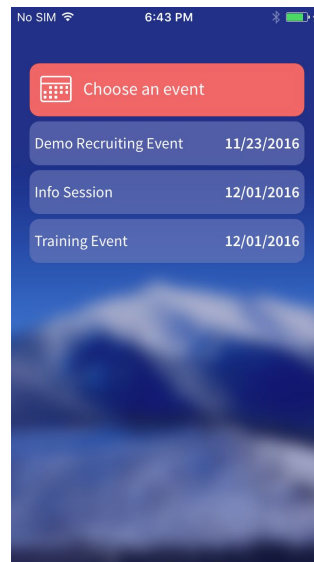 No SIM 6:43 PM
Choose an event
Demo Recruiting Event 11/23/2016
Info Session 12/01/2016
Training Event 12/01/2016